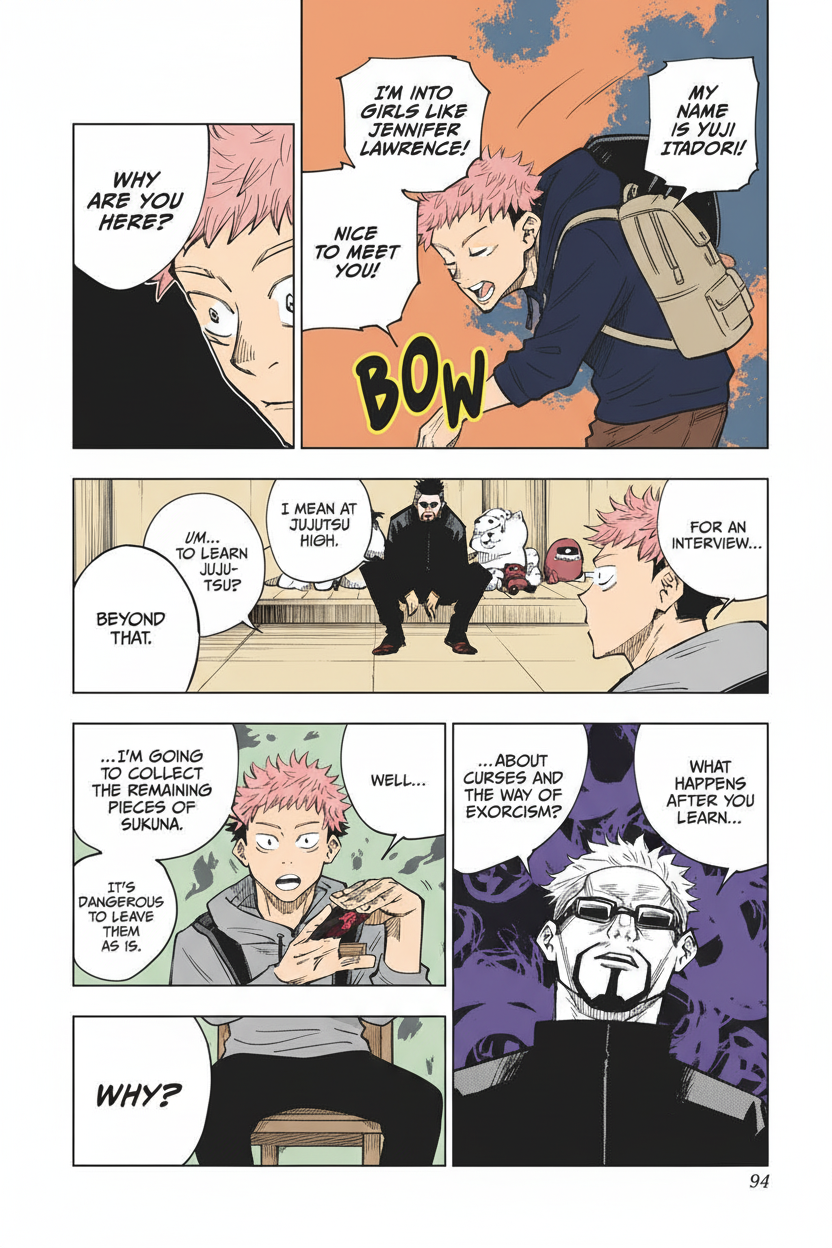 MY
NAME
IS YUJI
ITADORI!
I'M INTO
GIRLS LIKE
JENNIFER
LAWRENCE!
NICE
TO MEET
YOU!
BOW
WHY
ARE YOU
HERE?
FOR AN
INTERVIEW...
I MEAN AT
JUJUTSU
HIGH.
UM...
TO LEARN
JUJU-
TSU?
BEYOND
THAT.
WHAT
HAPPENS
AFTER YOU
LEARN...
...ABOUT
CURSES AND
THE WAY OF
EXORCISM?
WELL...
...I'M GOING
TO COLLECT
THE REMAINING
PIECES OF
SUKUNA.
IT'S
DANGEROUS
TO LEAVE
THEM
AS IS.
WHY?
94